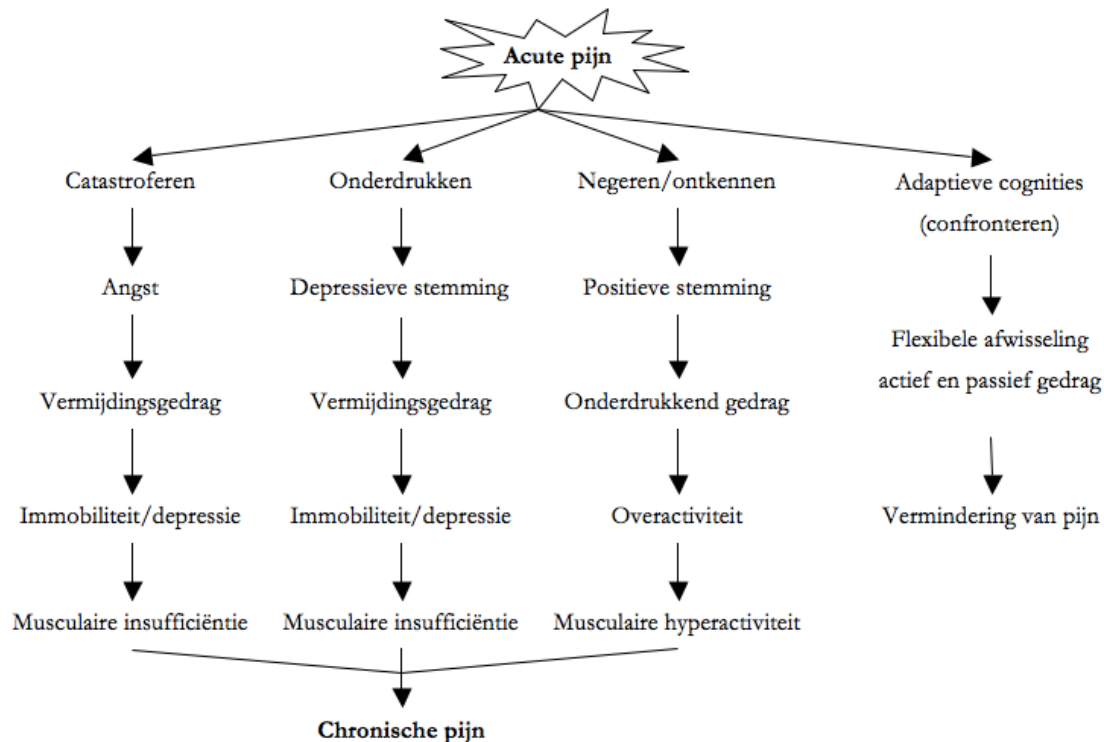 Acute pijn
Catastroferen
Onderdrukken
Negeren/ontkennen
Adaptieve cognities
(confronteren)
Angst
Depressieve stemming
Positieve stemming
Flexibele afwisseling
actief en passief gedrag
Vermijdingsgedrag
Vermijdingsgedrag
Onderdrukkend gedrag
Immobiliteit/depressie
Immobiliteit/depressie
Overactiviteit
Vermindering van pijn
Musculaire insufficiëntie
Musculaire insufficiëntie
Musculaire hyperactiviteit
Chronische pijn